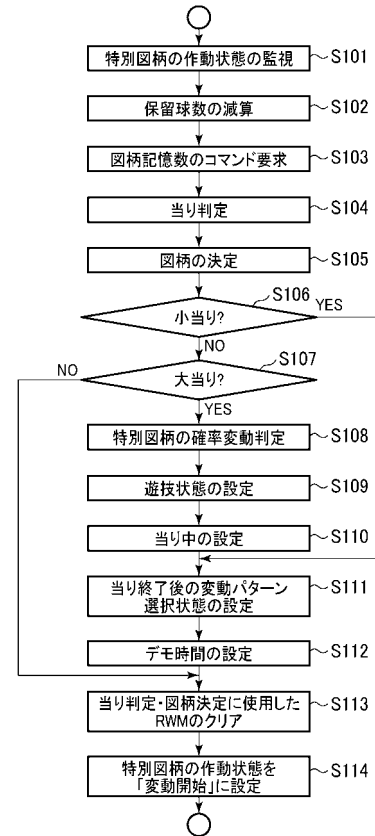 特別図柄の作動状態の監視 S101
保留球数の減算 S102
図柄記憶数のコマンド要求 S103
当り判定 S104
図柄の決定 S105
小当り? S106 YES
NO
大当り? S107 NO
YES
特別図柄の確率変動判定 S108
遊技状態の設定 S109
当り中の設定 S110
当り終了後の変動パターン S111
選択状態の設定
デモ時間の設定 S112
当り判定・図柄決定に使用した S113
RWMのクリア
特別図柄の作動状態を S114
「変動開始」に設定